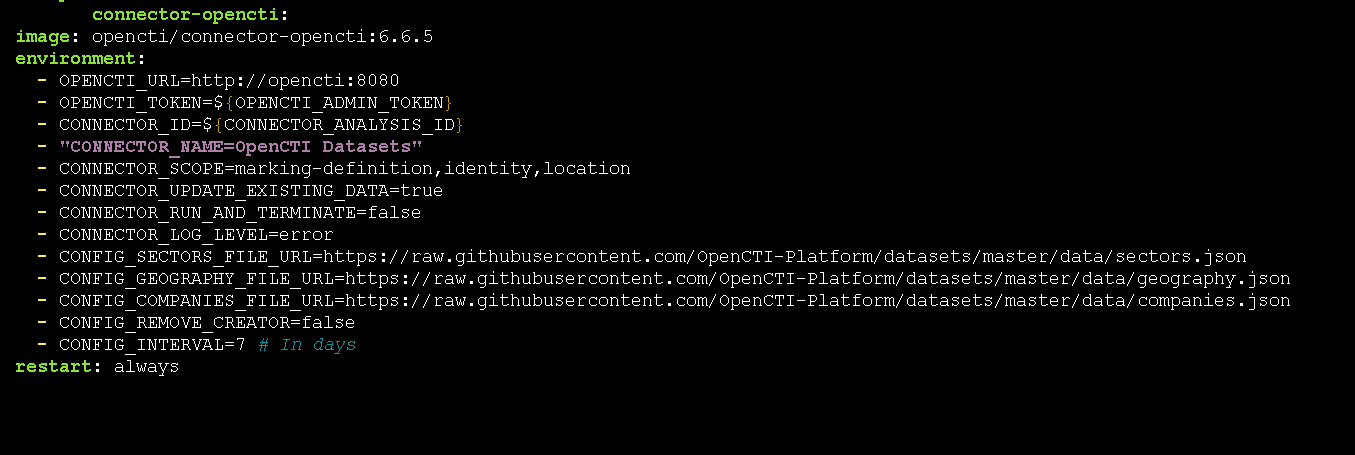 connector-opencti:
image: opencti/connector-opencti:6.6.5
environment:
- OPENCTI_URL=http://opencti:8080
- OPENCTI_TOKEN=${OPENCTI_ADMIN_TOKEN}
- CONNECTOR_ID=${CONNECTOR_ANALYSIS_ID}
- "CONNECTOR_NAME=OpenCTI Datasets"
- CONNECTOR_SCOPE=marking-definition,identity,location
- CONNECTOR_UPDATE_EXISTING_DATA=true
- CONNECTOR_RUN_AND_TERMINATE=false
- CONNECTOR_LOG_LEVEL=error
- CONFIG_SECTORS_FILE_URL=https://raw.githubusercontent.com/OpenCTI-Platform/datasets/master/data/sectors.json
- CONFIG_GEOGRAPHY_FILE_URL=https://raw.githubusercontent.com/OpenCTI-Platform/datasets/master/data/geography.json
- CONFIG_COMPANIES_FILE_URL=https://raw.githubusercontent.com/OpenCTI-Platform/datasets/master/data/companies.json
- CONFIG_REMOVE_CREATOR=false
- CONFIG_INTERVAL=7 # In days
restart: always